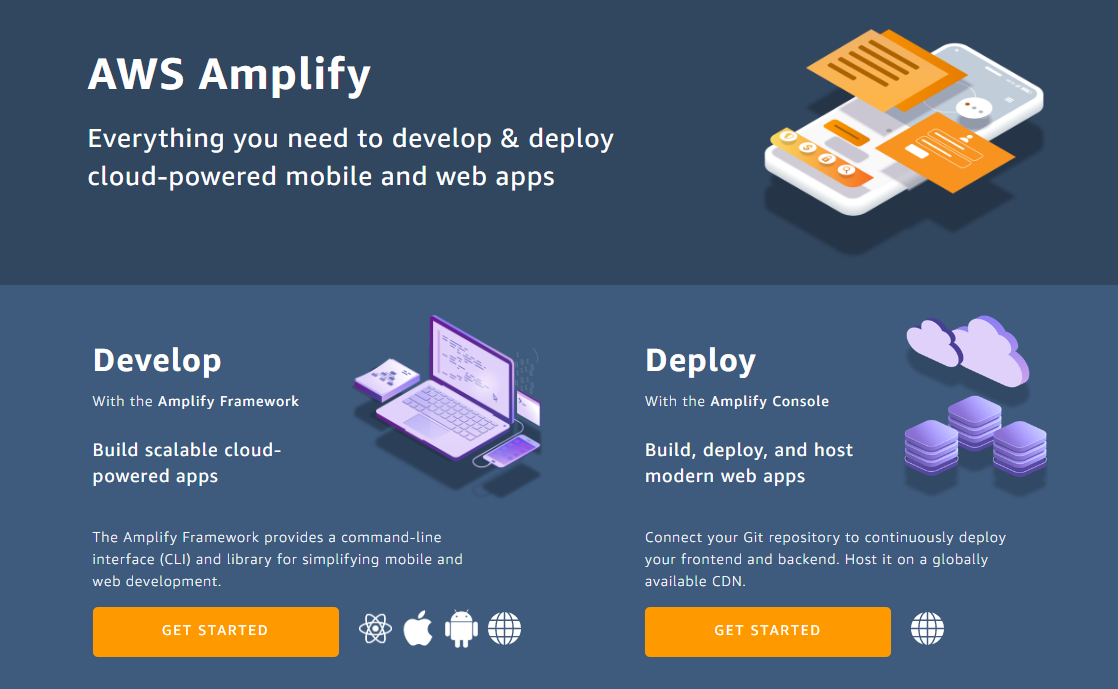 AWS Amplify
Everything you need to develop & deploy
cloud-powered mobile and web apps
Develop
With the Amplify Framework
Build scalable cloud-
powered apps
The Amplify Framework provides a command-line
interface (CLI) and library for simplifying mobile and
web development.
GET STARTED
Deploy
With the Amplify Console
Build, deploy, and host
modern web apps
Connect your Git repository to continuously deploy
your frontend and backend. Host it on a globally
available CDN.
GET STARTED